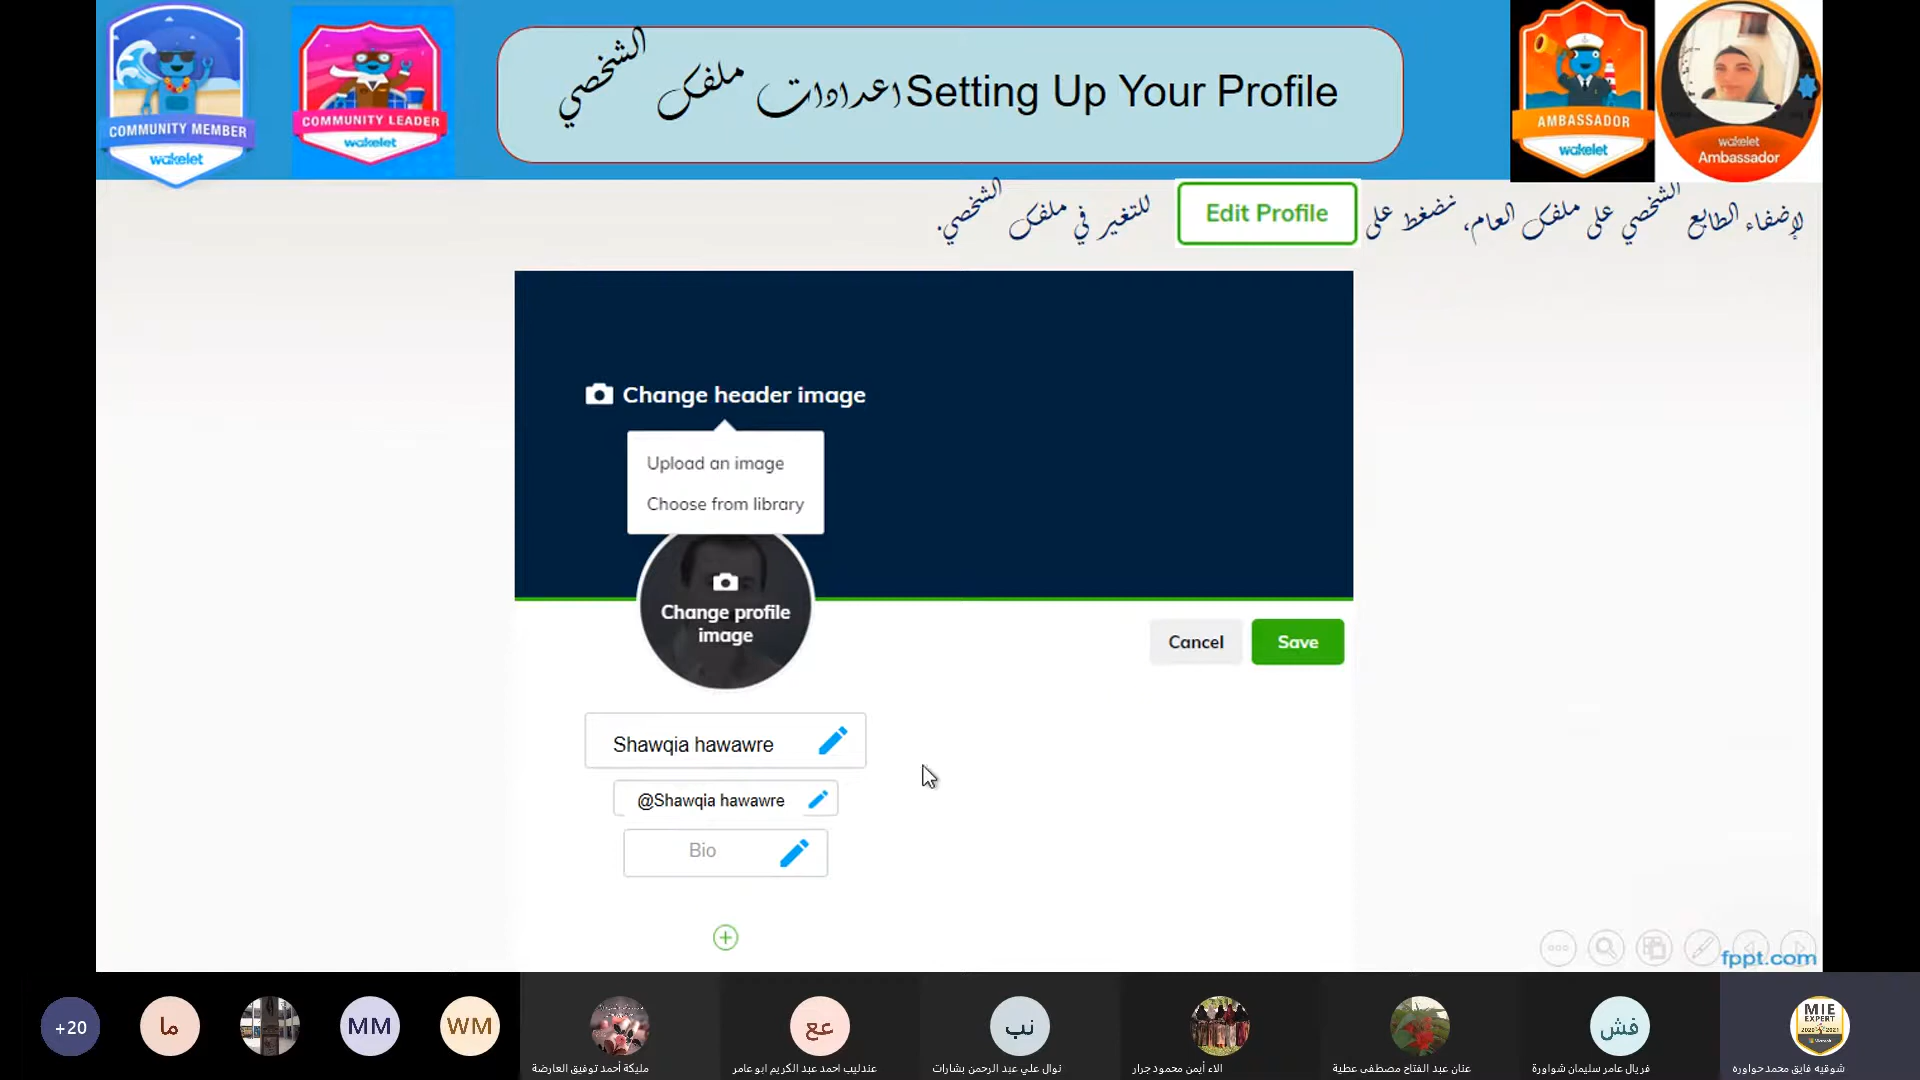 COMMUNITY MEMBER
wakelet
COMMUNITY LEADER
wakelet
اعدادات ملفك الشخصي Setting Up Your Profile
AMBASSADOR
wakelet
wakelet
Ambassador
لإضفاء الطابع الشخصي على ملفك العام، نضغط على Edit Profile للتغير في ملفك الشخصي.
Change header image
Upload an image
Choose from library
Change profile
image
Cancel
Save
Shawqia hawawre
@Shawqia hawawre
Bio
fppt.com
+20
ما
MM
WM
عع
نب
فش
MIE
EXPERT
2020 2021
Microsoft
مليكة أحمد توفيق العارضة
عندليب احمد عبد الكريم ابو عامر
نوال علي عبد الرحمن بشارات
الاء أيمن محمود جرار
عنان عبد الفتاح مصطفى عطية
فريال عامر سليمان شواورة
شوقيه فايق محمد حواوره